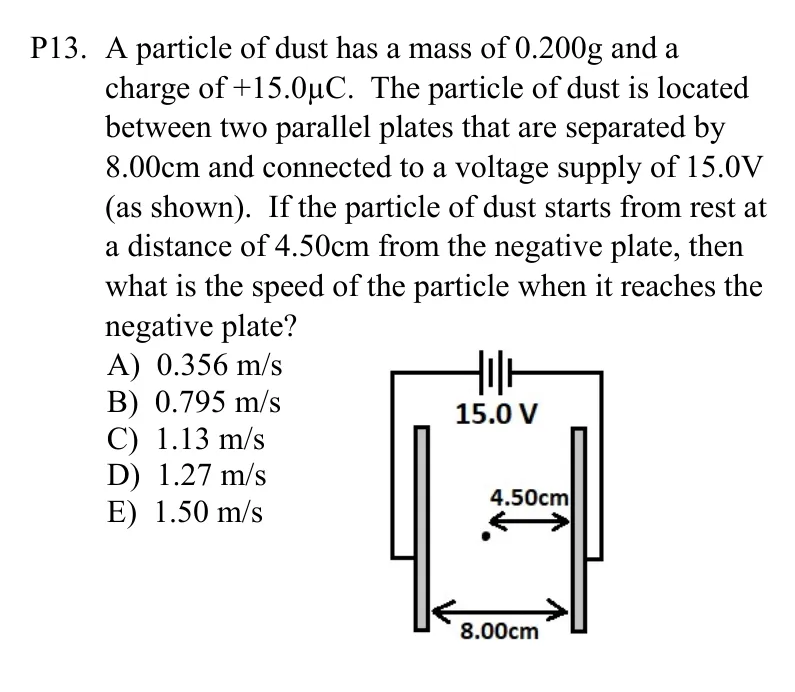 P13. A particle of dust has a mass of 0.200g and a
charge of +15.0μC. The particle of dust is located
between two parallel plates that are separated by
8.00cm and connected to a voltage supply of 15.0V
(as shown). If the particle of dust starts from rest at
a distance of 4.50cm from the negative plate, then
what is the speed of the particle when it reaches the
negative plate?
A) 0.356 m/s
B) 0.795 m/s
C) 1.13 m/s
D) 1.27 m/s
E) 1.50 m/s
15.0 V
4.50cm
8.00cm